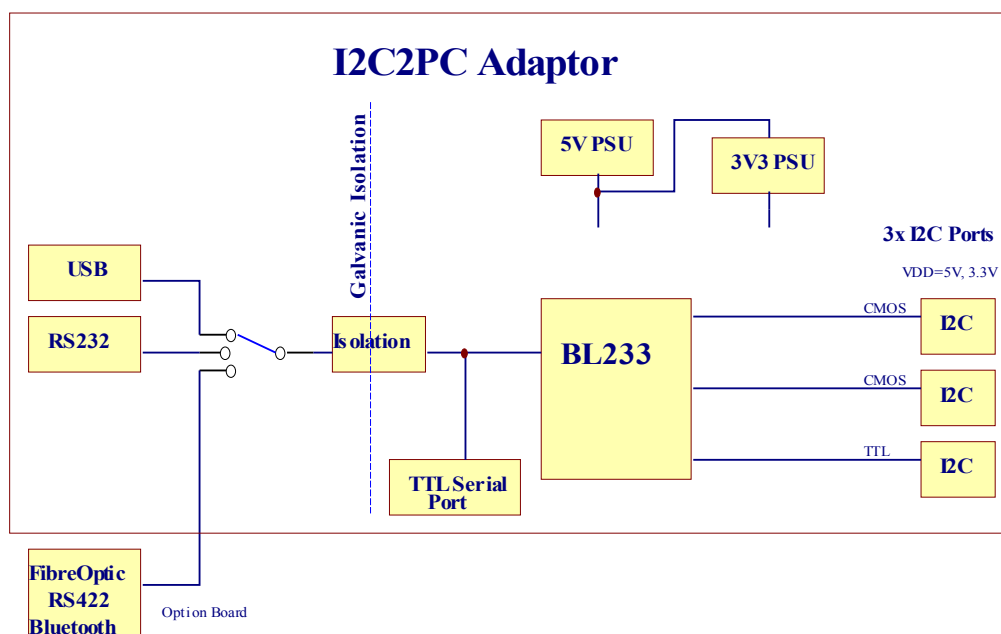 I2C2PC Adaptor
Galvanic Isolation
5V PSU
3V3 PSU
3x I2C Ports
VDD=5V, 3.3V
USB
RS232
Isolation
BL233
CMOS
I2C
CMOS
I2C
TTL
I2C
TTL Serial
Port
FibreOptic
RS422
Bluetooth
Option Board